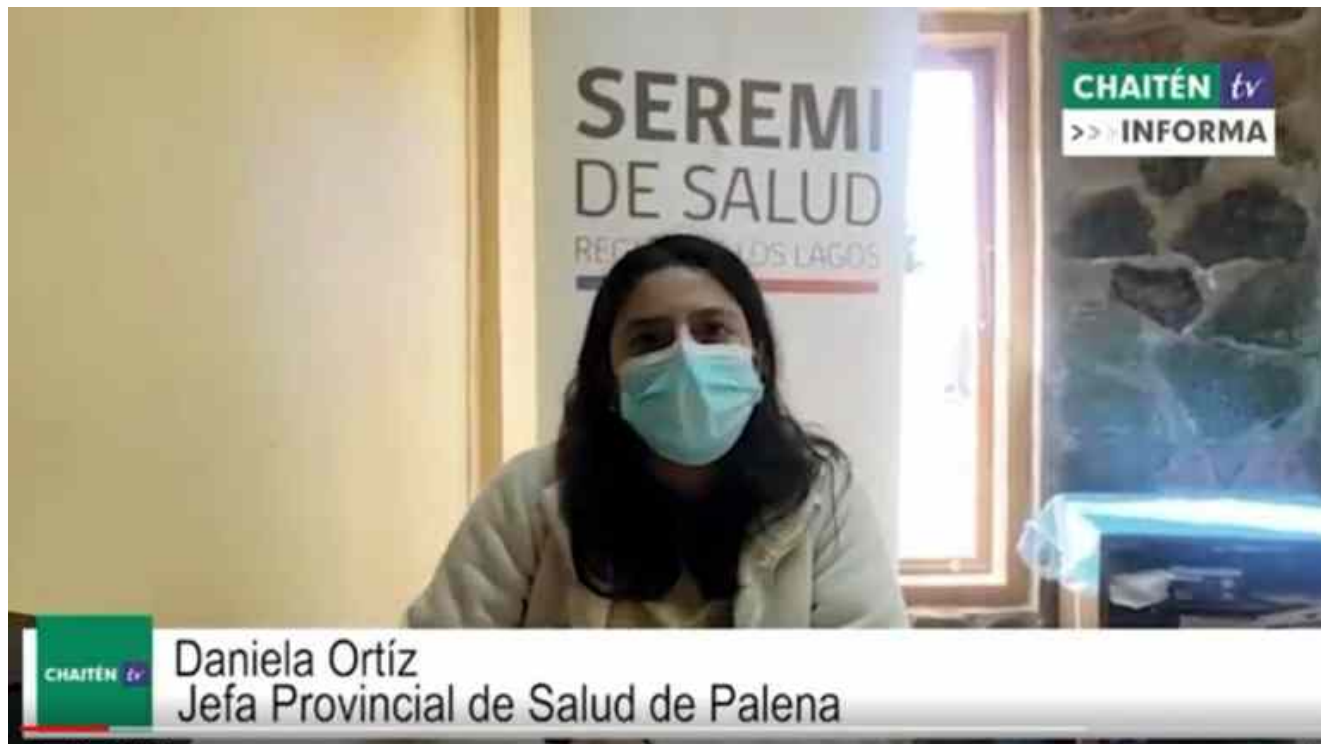 SEREMI
DE SALUD
LOS LAGOS
CHAITÉN tv
>>> INFORMA
CHAITÉN tv
Daniela Ortíz
Jefa Provincial de Salud de Palena